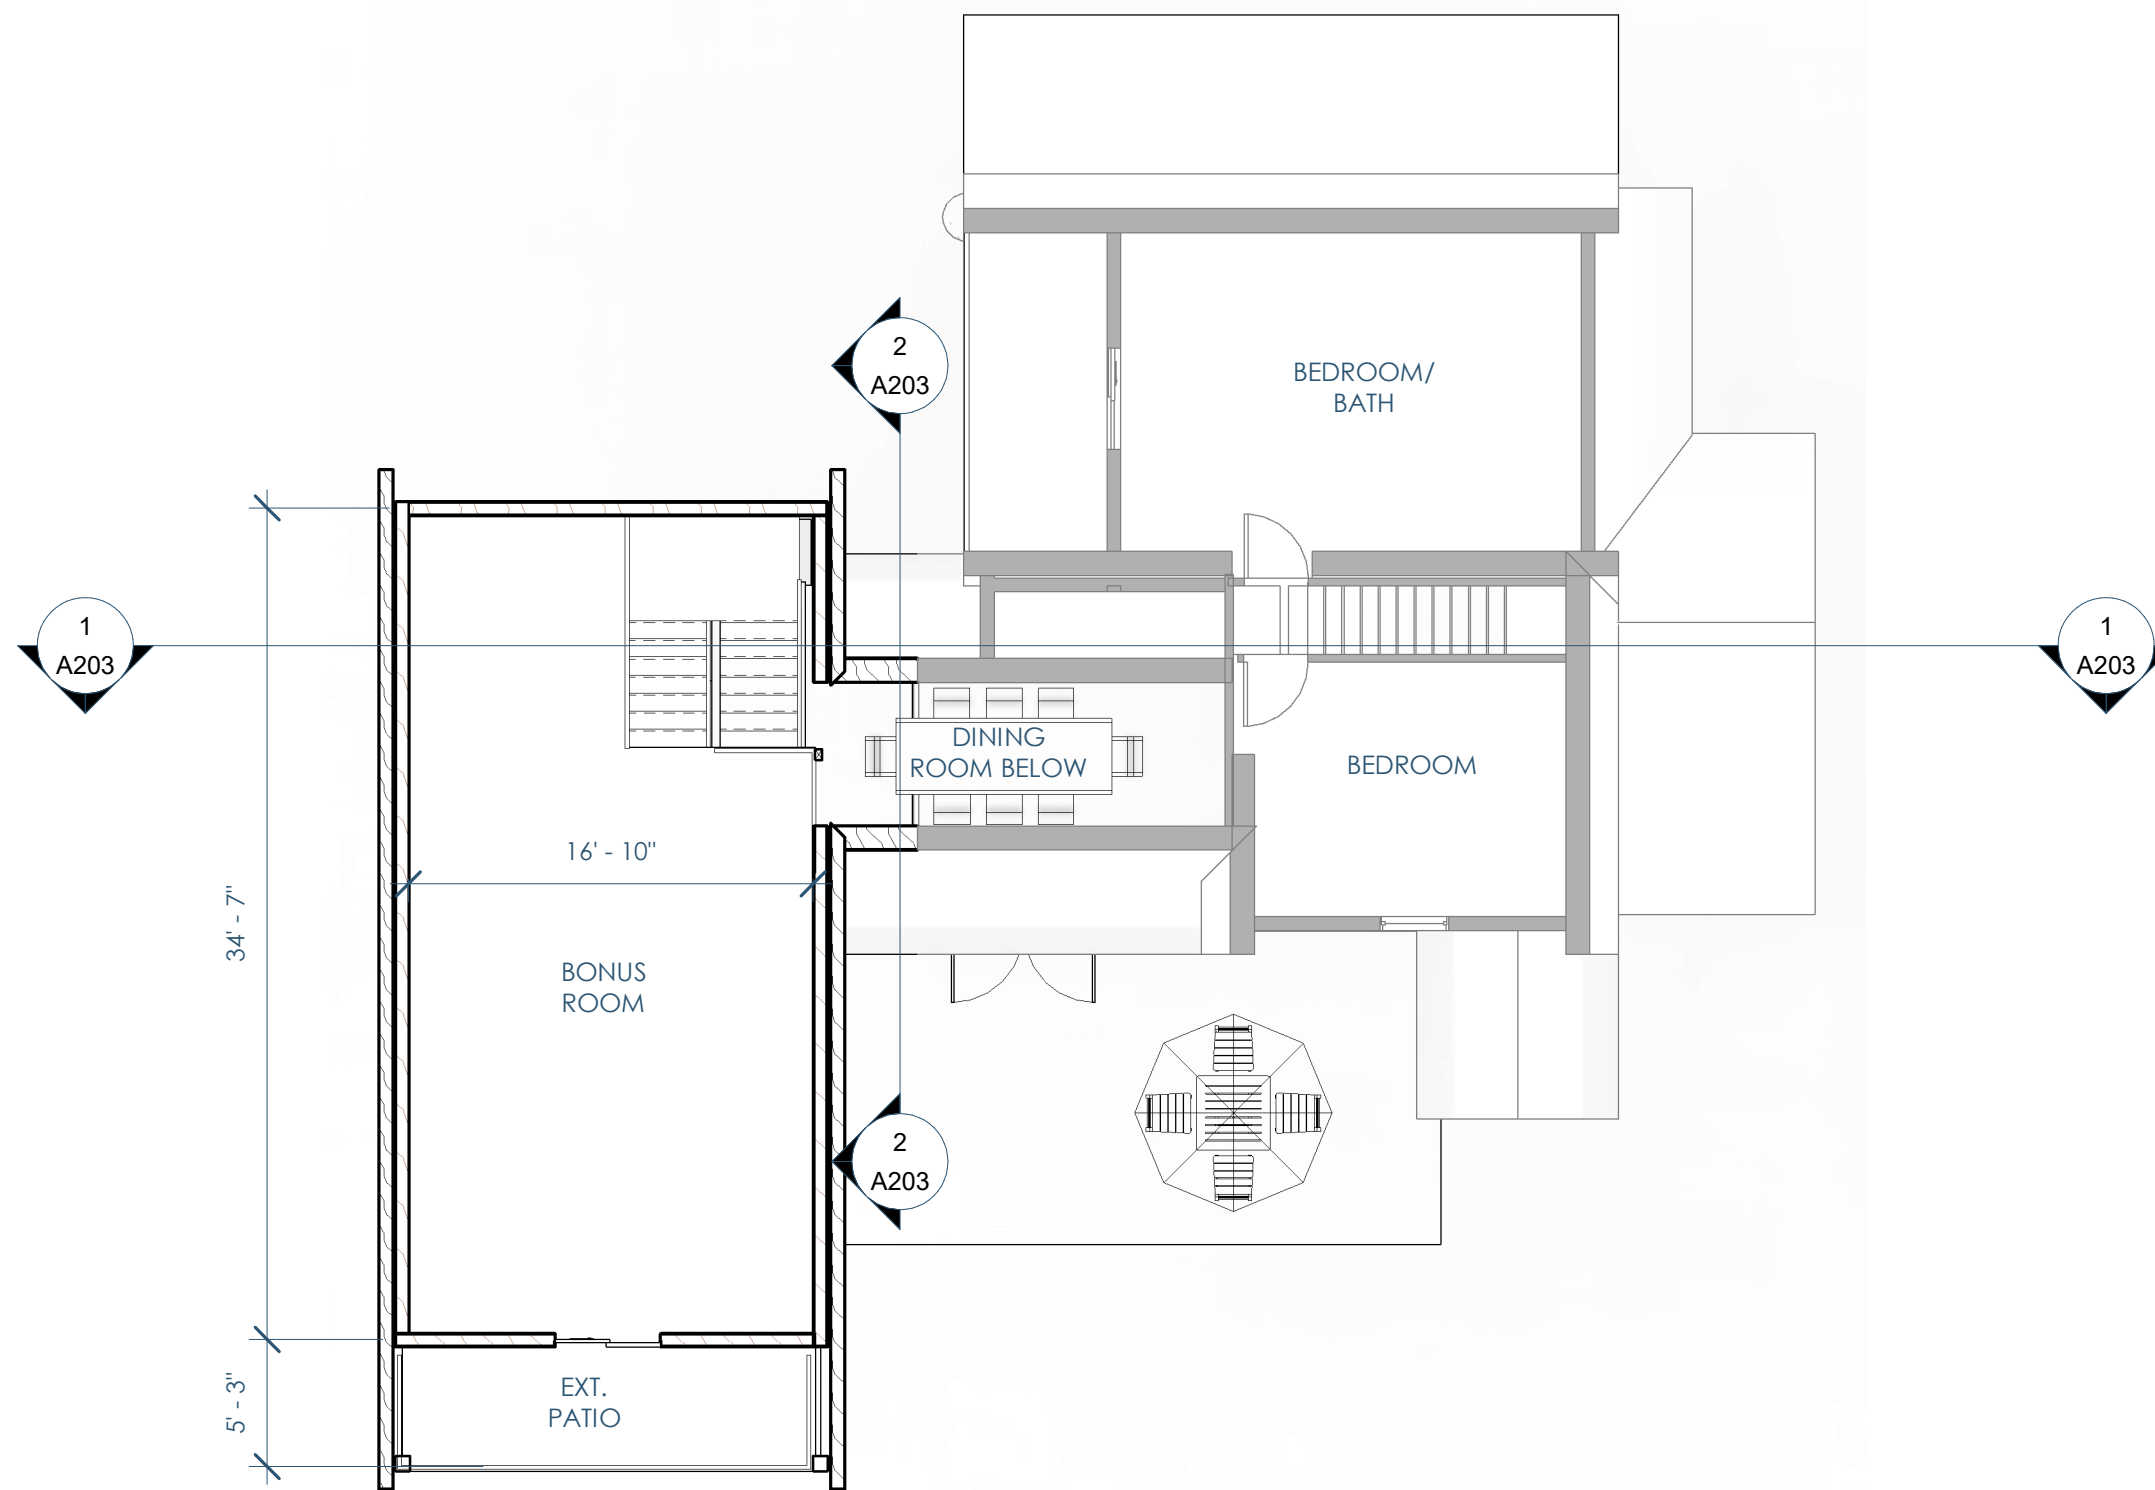 2
A203
BEDROOM/
BATH
1
A203
1
A203
DINING
ROOM BELOW
BEDROOM
16' - 10"
34' - 7"
BONUS
ROOM
2
A203
EXT.
PATIO
5' - 3"